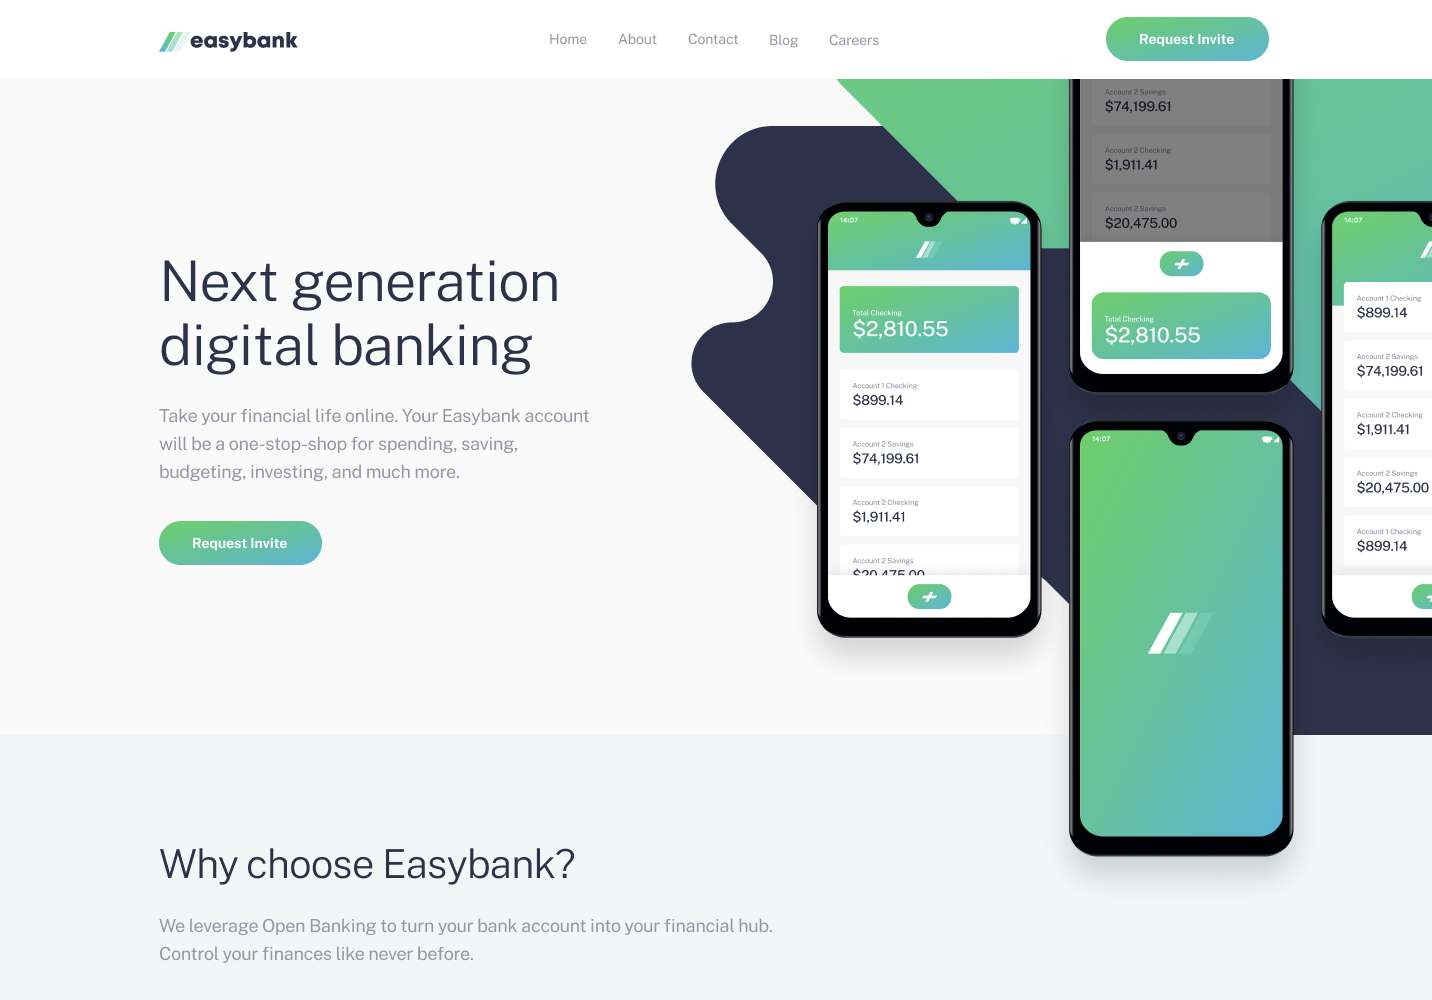 easybank
Home
About
Contact
Blog
Careers
Request Invite
Next generation
digital banking
Take your financial life online. Your Easybank account
will be a one-stop-shop for spending, saving,
budgeting, investing, and much more.
Request Invite
14:07
Total Checking
$2,810.55
Account 1 Checking
$899.14
Account 2 Savings
$74,199.61
Account 2 Checking
$1,911.41
Account 2 Savings
$20,475.00
Account 2 Savings
$74,199.61
Account 2 Checking
$1,911.41
Account 2 Savings
$20,475.00
Total Checking
$2,810.55
14:07
14:07
Account 1 Checking
$899.14
Account 2 Savings
$74,199.61
Account 2 Checking
$1,911.41
Account 2 Savings
$20,475.00
Account 1 Checking
$899.14
Why choose Easybank?
We leverage Open Banking to turn your bank account into your financial hub.
Control your finances like never before.